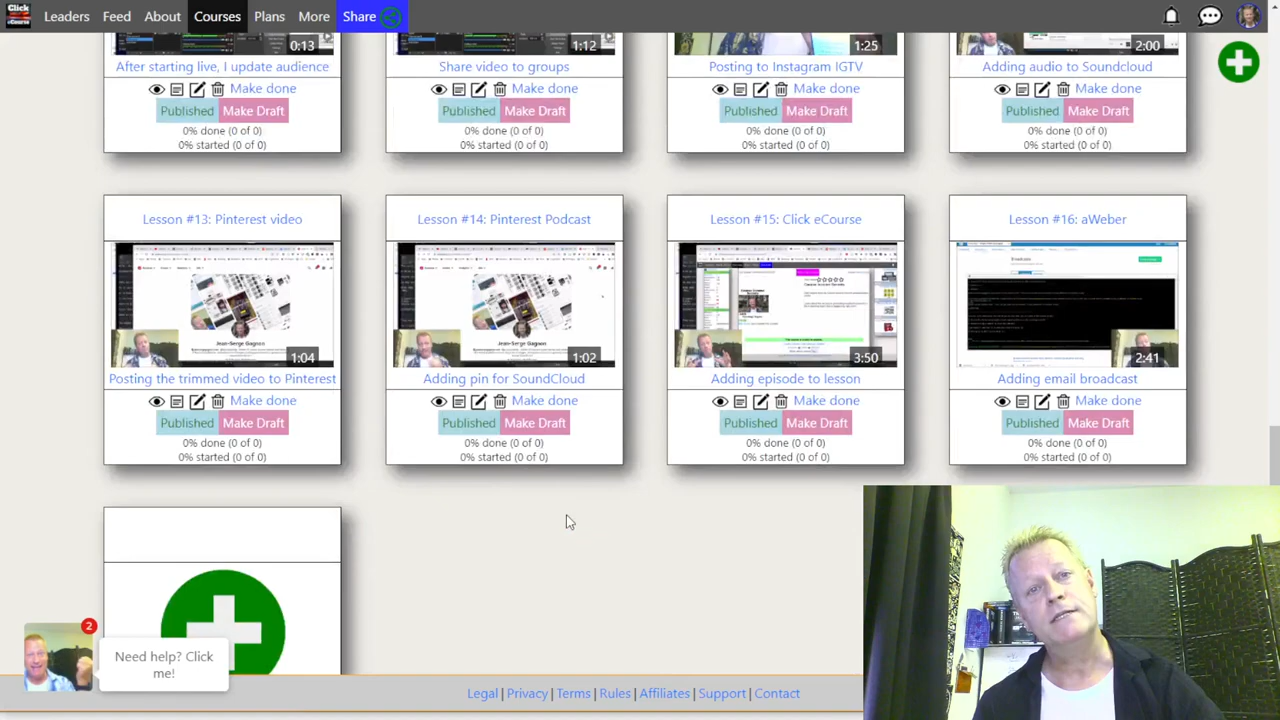 Click
eCourse
Leaders Feed About Courses Plans More Share
0:13 1:12 1:25 2:00
After starting live, I update audience Share video to groups Posting to Instagram IGTV Adding audio to Soundcloud
Make done Make done Make done Make done
Published Make Draft Published Make Draft Published Make Draft Published Make Draft
0% done (0 of 0) 0% done (0 of 0) 0% done (0 of 0) 0% done (0 of 0)
0% started (0 of 0) 0% started (0 of 0) 0% started (0 of 0) 0% started (0 of 0)
Lesson #13: Pinterest video Lesson #14: Pinterest Podcast Lesson #15: Click eCourse Lesson #16: aWeber
Jean-Serge Gagnon Jean-Serge Gagnon
1:04 1:02 3:50 2:41
Posting the trimmed video to Pinterest Adding pin for SoundCloud Adding episode to lesson Adding email broadcast
Make done Make done Make done Make done
Published Make Draft Published Make Draft Published Make Draft Published Make Draft
0% done (0 of 0) 0% done (0 of 0) 0% done (0 of 0) 0% done (0 of 0)
0% started (0 of 0) 0% started (0 of 0) 0% started (0 of 0) 0% started (0 of 0)
2
Need help? Click
me!
Legal | Privacy | Terms | Rules | Affiliates | Support | Contact